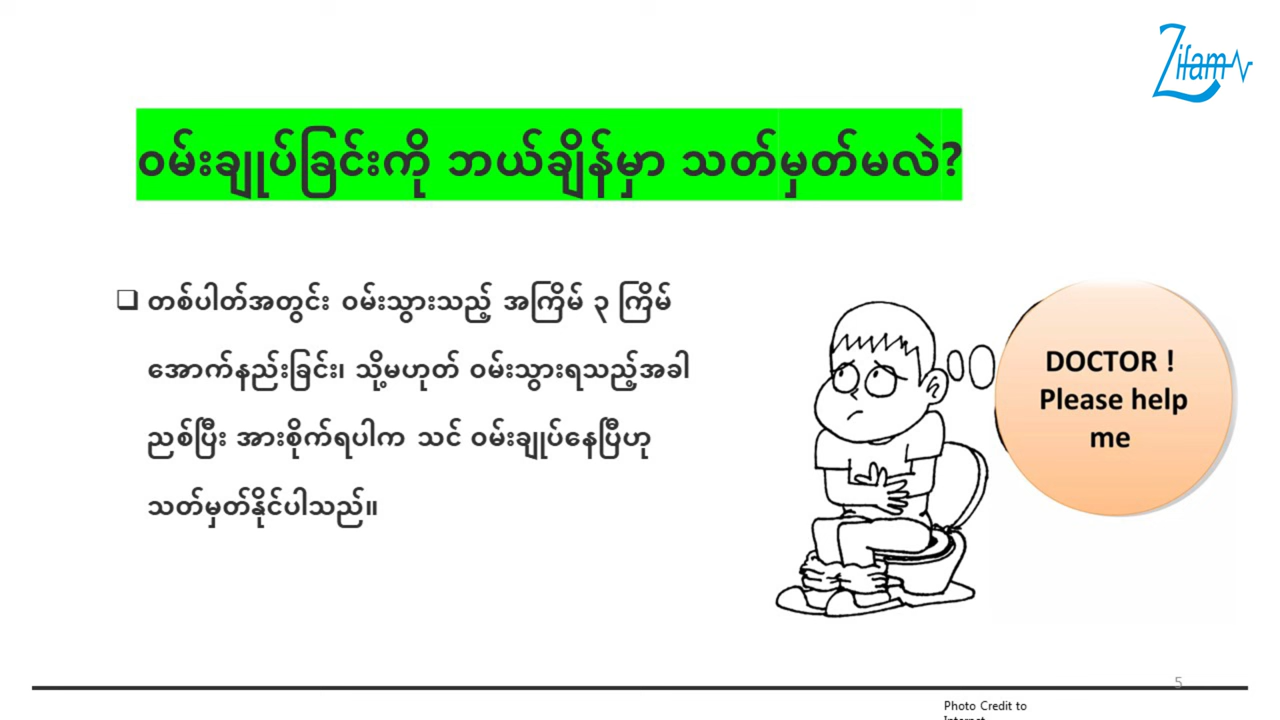 Zifam
ဝမ်းချုပ်ခြင်းကို ဘယ်ချိန်မှာ သတ်မှတ်မလဲ?
❑ တစ်ပါတ်အတွင်း ဝမ်းသွားသည့် အကြိမ် ၃ ကြိမ်
အောက်နည်းခြင်း၊ သို့မဟုတ် ဝမ်းသွားရသည့်အခါ
ညစ်ပြီး အားစိုက်ရပါက သင် ဝမ်းချုပ်နေပြီဟု
သတ်မှတ်နိုင်ပါသည်။
DOCTOR !
Please help
me
5
Photo Credit to
Internet